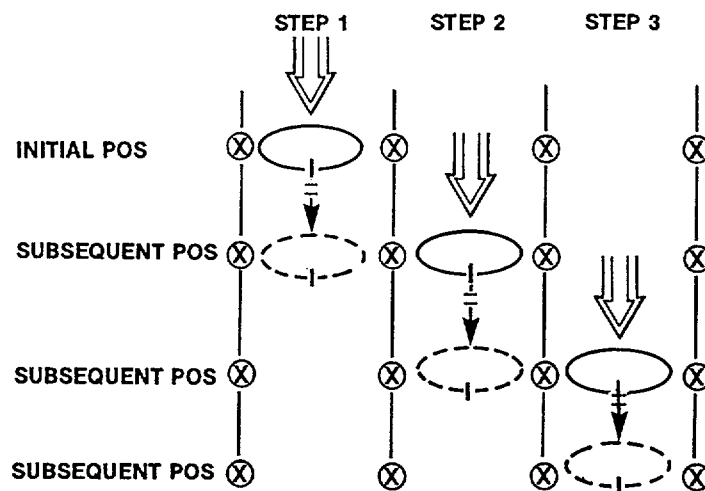 STEP 1 STEP 2 STEP 3
INITIAL POS
SUBSEQUENT POS
SUBSEQUENT POS
SUBSEQUENT POS